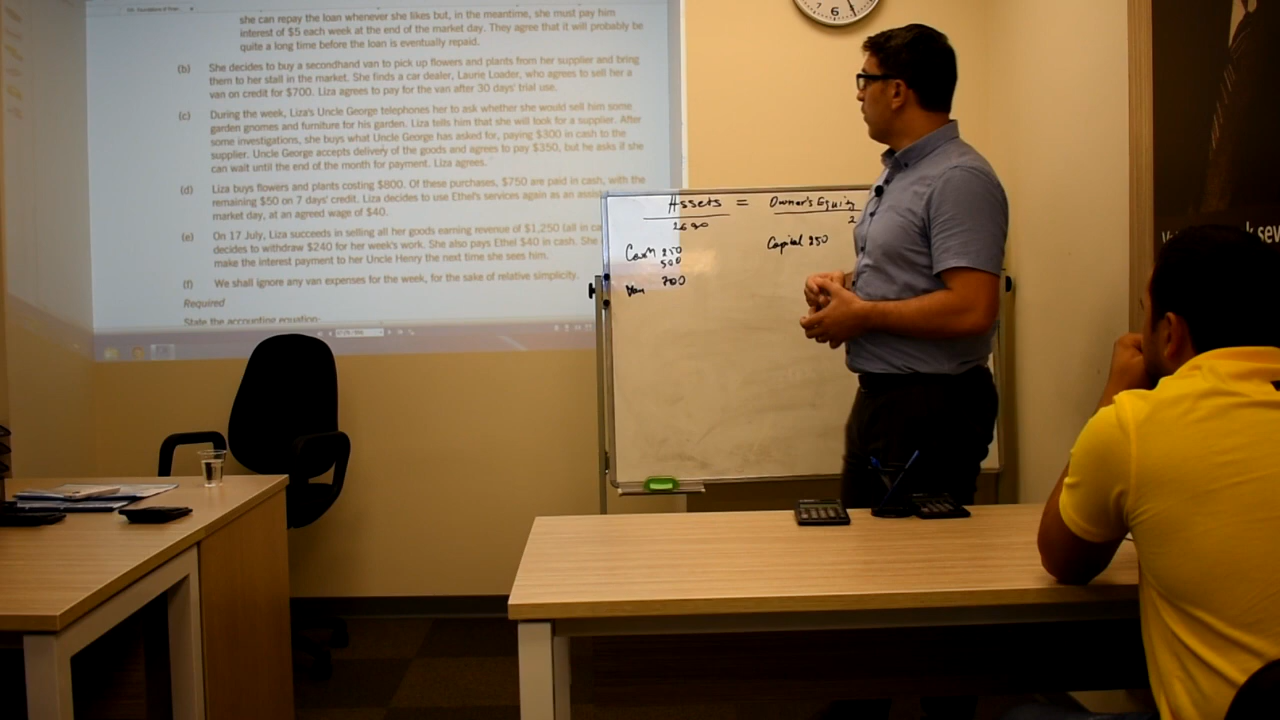 she can repay the loan whenever she likes but, in the meantime, she must pay him
interest of $5 each week at the end of the market day. They agree that it will probably be
quite a long time before the loan is eventually repaid.
(b) She decides to buy a secondhand van to pick up flowers and plants from her supplier and bring
them to her stall in the market. She finds a car dealer, Laurie Loader, who agrees to sell her a
van on credit for $700. Liza agrees to pay for the van after 30 days' trial use.
(c) During the week, Liza's Uncle George telephones her to ask whether she would sell him some
garden gnomes and furniture for his garden. Liza tells him that she will look for a supplier. After
some investigations, she buys what Uncle George has asked for, paying $300 in cash to the
supplier. Uncle George accepts delivery of the goods and agrees to pay $350, but he asks if she
can wait until the end of the month for payment. Liza agrees.
(d) Liza buys flowers and plants costing $800. Of these purchases, $750 are paid in cash, with the
remaining $50 on 7 days' credit. Liza decides to use Ethel's services again as an
market day, at an agreed wage of $40.
(e) On 17 July, Liza succeeds in selling all her goods earning revenue of $1,250 (all in
decides to withdraw $240 for her week's work. She also pays Ethel $40 in cash. She
make the interest payment to her Uncle Henry the next time she sees him.
(f) We shall ignore any van expenses for the week, for the sake of relative simplicity.
Required
State the accounting equation
Assets = Owner's Equity
2
Cash 250
500
Van 700
Capital 250
6